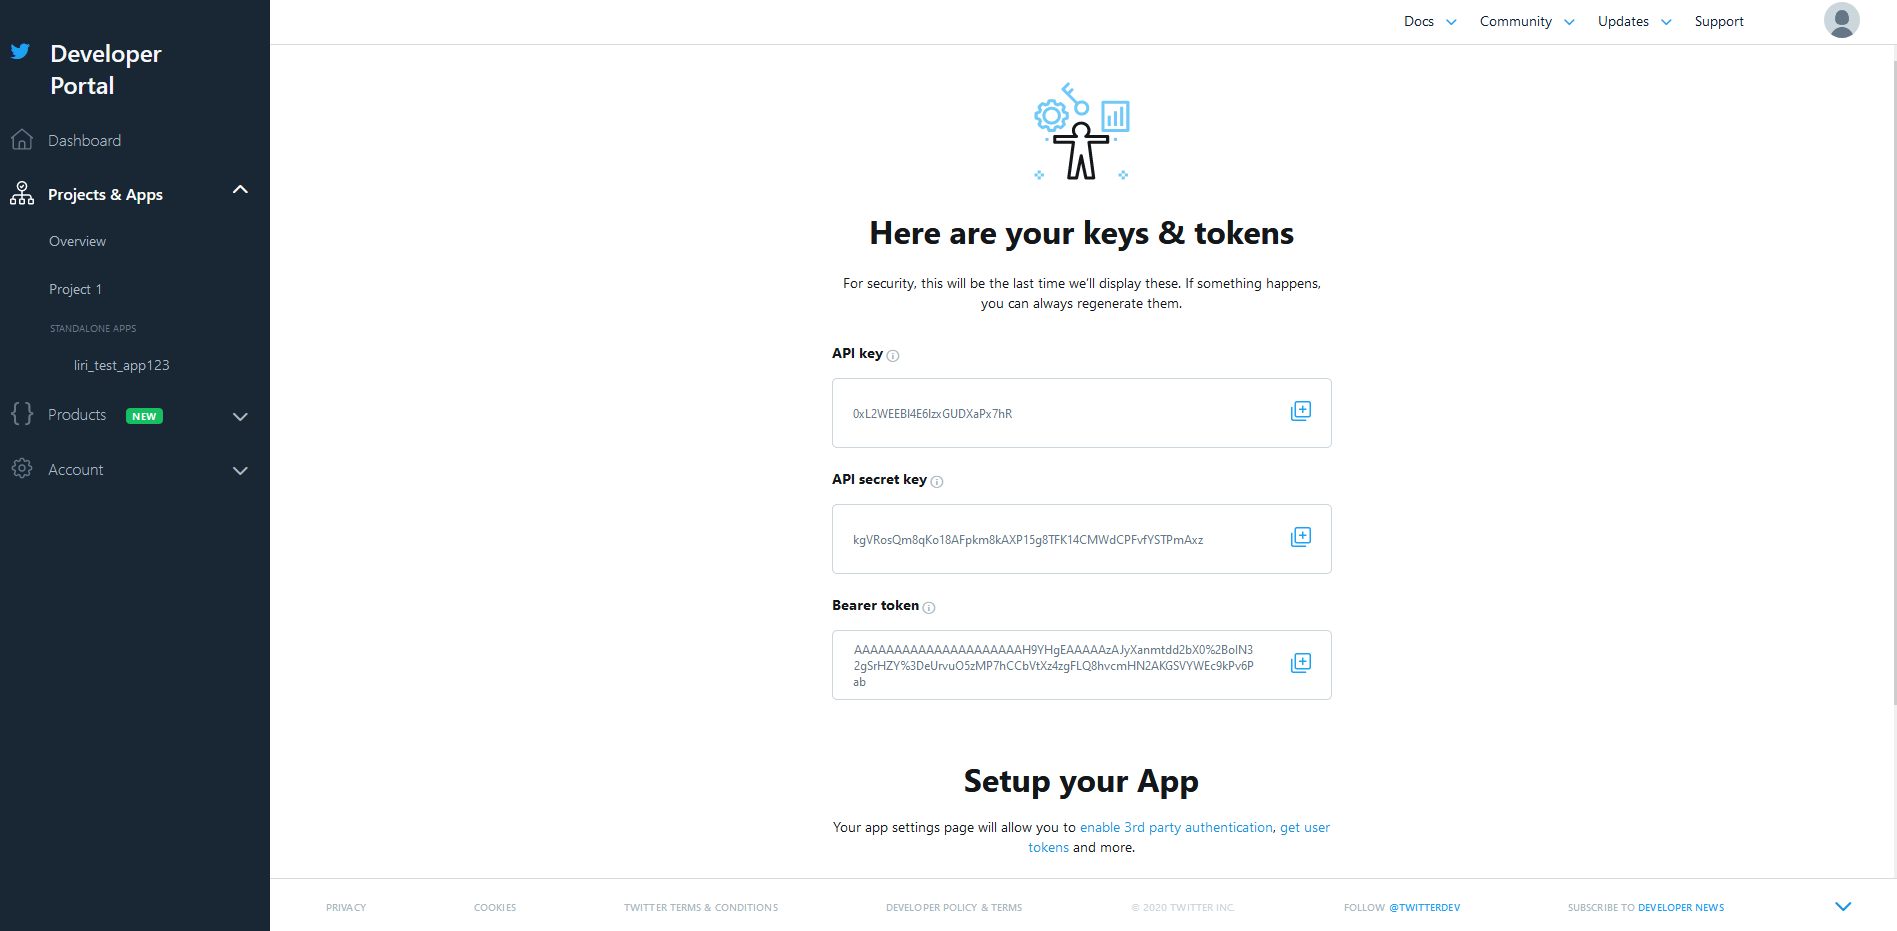 Docs
Community
Updates
Support
Developer
Portal
Dashboard
Projects & Apps
Overview
Project 1
STANDALONE APPS
liri_test_app123
Products
NEW
Account
Here are your keys & tokens
For security, this will be the last time we'll display these. If something happens,
you can always regenerate them.
API key
API secret key
kgVRosQm8qKo18AFpkm8kAXP15g8TFK14CMWdCPFvfYSTPmAxz
Bearer token
2gSrHZY%3DeUrvuO5zMP7hCCbVtXz4zgFLQ8hvcmHN2AKGSVYWEc9kPv6P
ab
Setup your App
Your app settings page will allow you to enable 3rd party authentication, get user
tokens and more.
PRIVACY
COOKIES
TWITTER TERMS & CONDITIONS
DEVELOPER POLICY & TERMS
© 2020 TWITTER INC.
FOLLOW @TWITTERDEV
SUBSCRIBE TO DEVELOPER NEWS